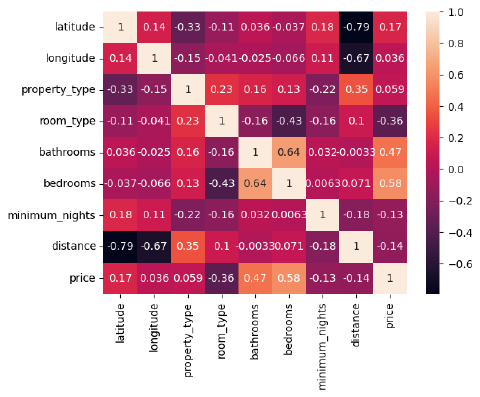 latitude 1 0.14 -0.33 -0.11 0.036 -0.037 0.18 -0.79 0.17
longitude 0.14 1 -0.15 -0.041 -0.025 -0.066 0.11 -0.67 0.036
property_type -0.33 -0.15 1 0.23 0.16 0.13 -0.22 0.35 0.059
room_type -0.11 -0.041 0.23 1 -0.16 -0.43 -0.16 0.1 -0.36
bathrooms 0.036 -0.025 0.16 -0.16 1 0.64 0.032 -0.0033 0.47
bedrooms -0.037 -0.066 0.13 -0.43 0.64 1 0.0063 0.071 0.58
minimum_nights 0.18 0.11 -0.22 -0.16 0.032 0.0063 1 -0.18 -0.13
distance -0.79 -0.67 0.35 0.1 -0.0033 0.071 -0.18 1 -0.14
price 0.17 0.036 0.059 -0.36 0.47 0.58 -0.13 -0.14 1
latitude
longitude
property_type
room_type
bathrooms
bedrooms
minimum_nights
distance
price
1.0
0.8
0.6
0.4
0.2
0.0
-0.2
-0.4
-0.6